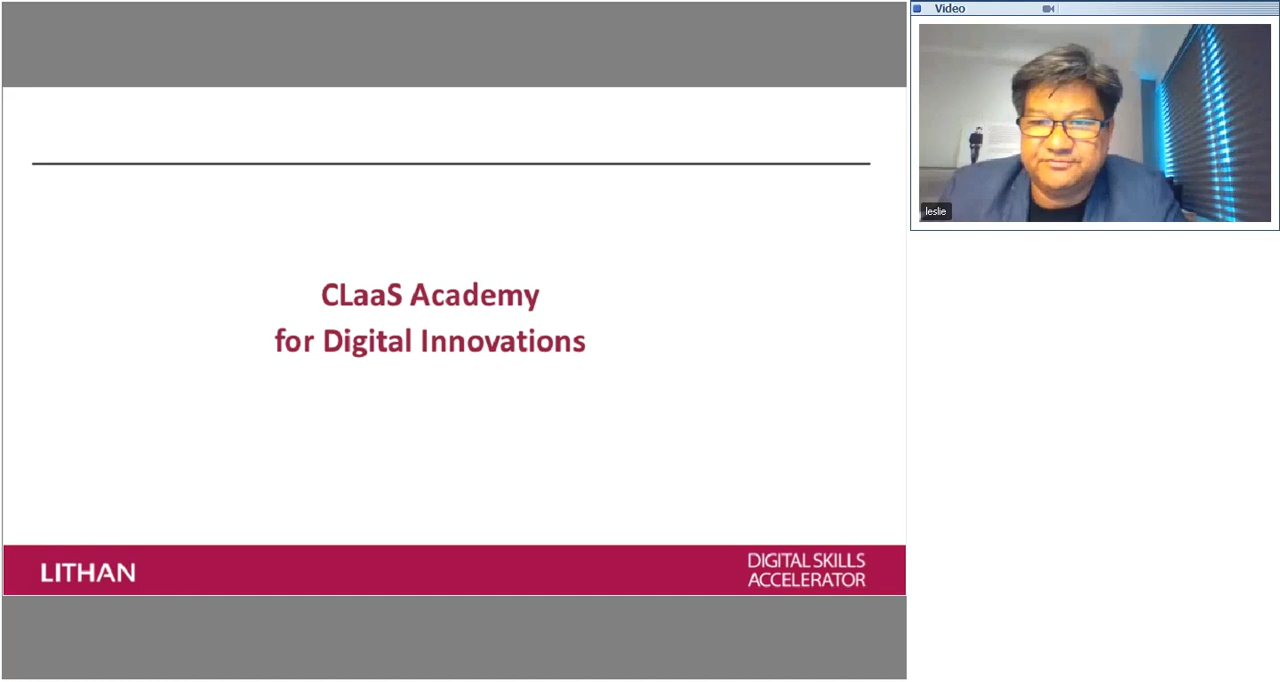 Video
leslie
CLaaS Academy
for Digital Innovations
LITHAN
DIGITAL SKILLS
ACCELERATOR